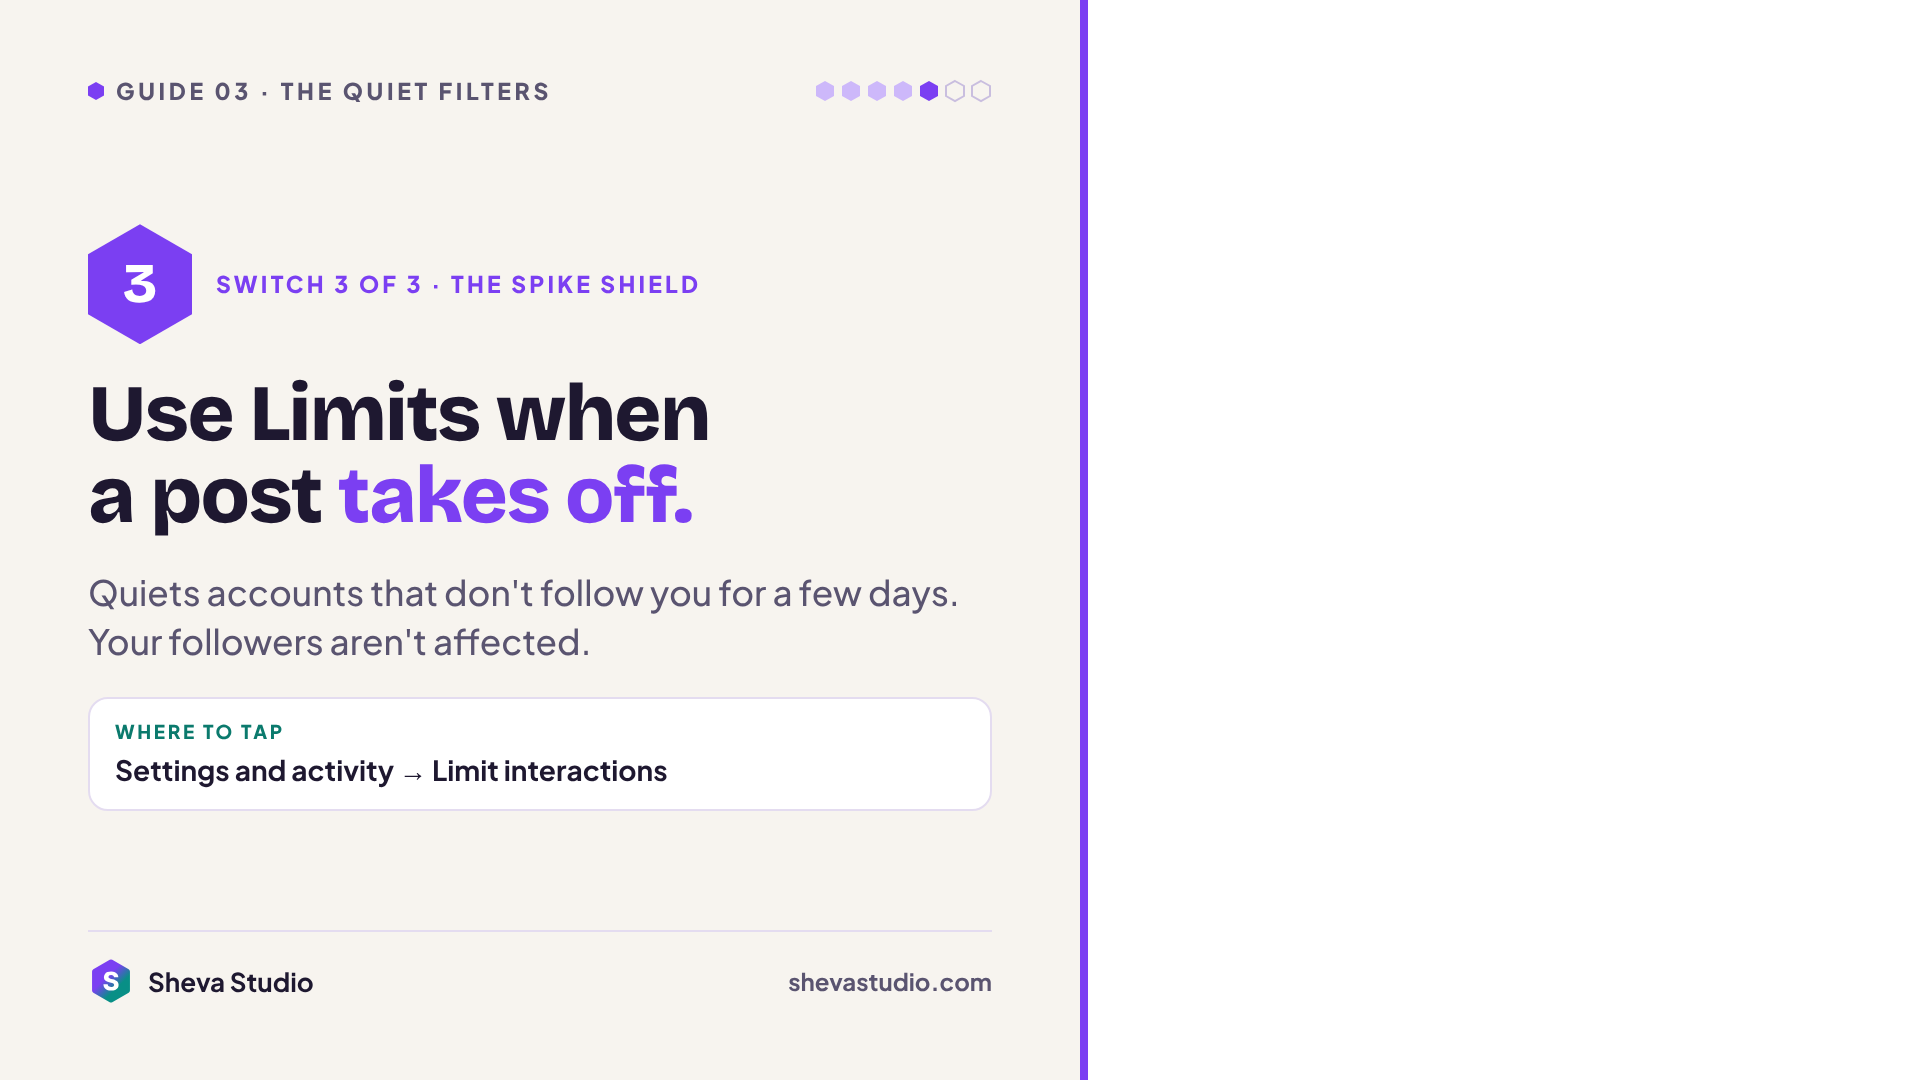 GUIDE 03 · THE QUIET FILTERS
3
SWITCH 3 OF 3 · THE SPIKE SHIELD
Use Limits when
a post takes off.
Quiets accounts that don't follow you for a few days.
Your followers aren't affected.
WHERE TO TAP
Settings and activity → Limit interactions
S
Sheva Studio
shevastudio.com